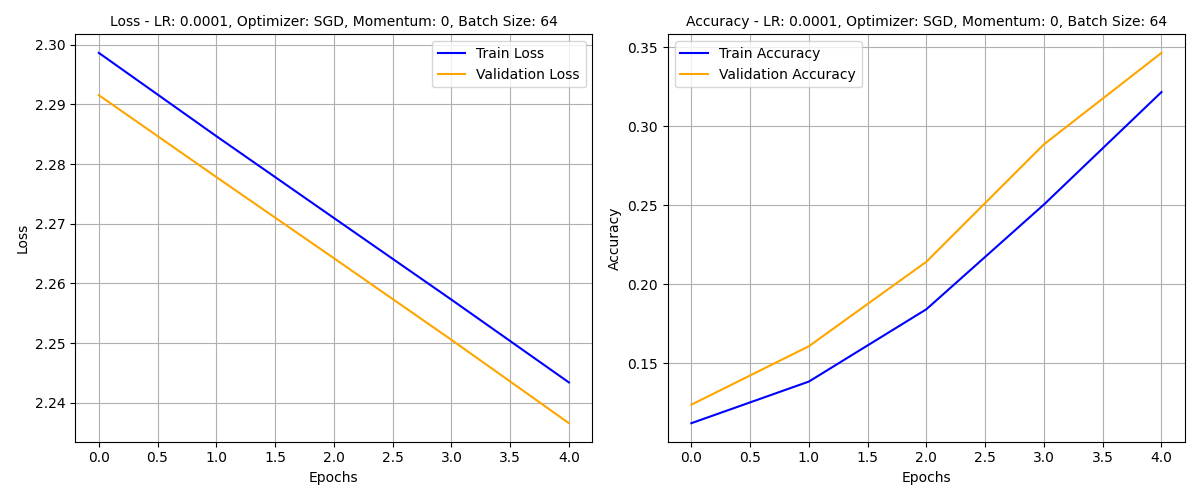 Loss - LR: 0.0001, Optimizer: SGD, Momentum: 0, Batch Size: 64
2.30
2.29
2.28
2.27
2.26
2.25
2.24
Loss
Train Loss
Validation Loss
0.0 0.5 1.0 1.5 2.0 2.5 3.0 3.5 4.0
Epochs
Accuracy - LR: 0.0001, Optimizer: SGD, Momentum: 0, Batch Size: 64
0.35
0.30
0.25
0.20
0.15
Accuracy
Train Accuracy
Validation Accuracy
0.0 0.5 1.0 1.5 2.0 2.5 3.0 3.5 4.0
Epochs